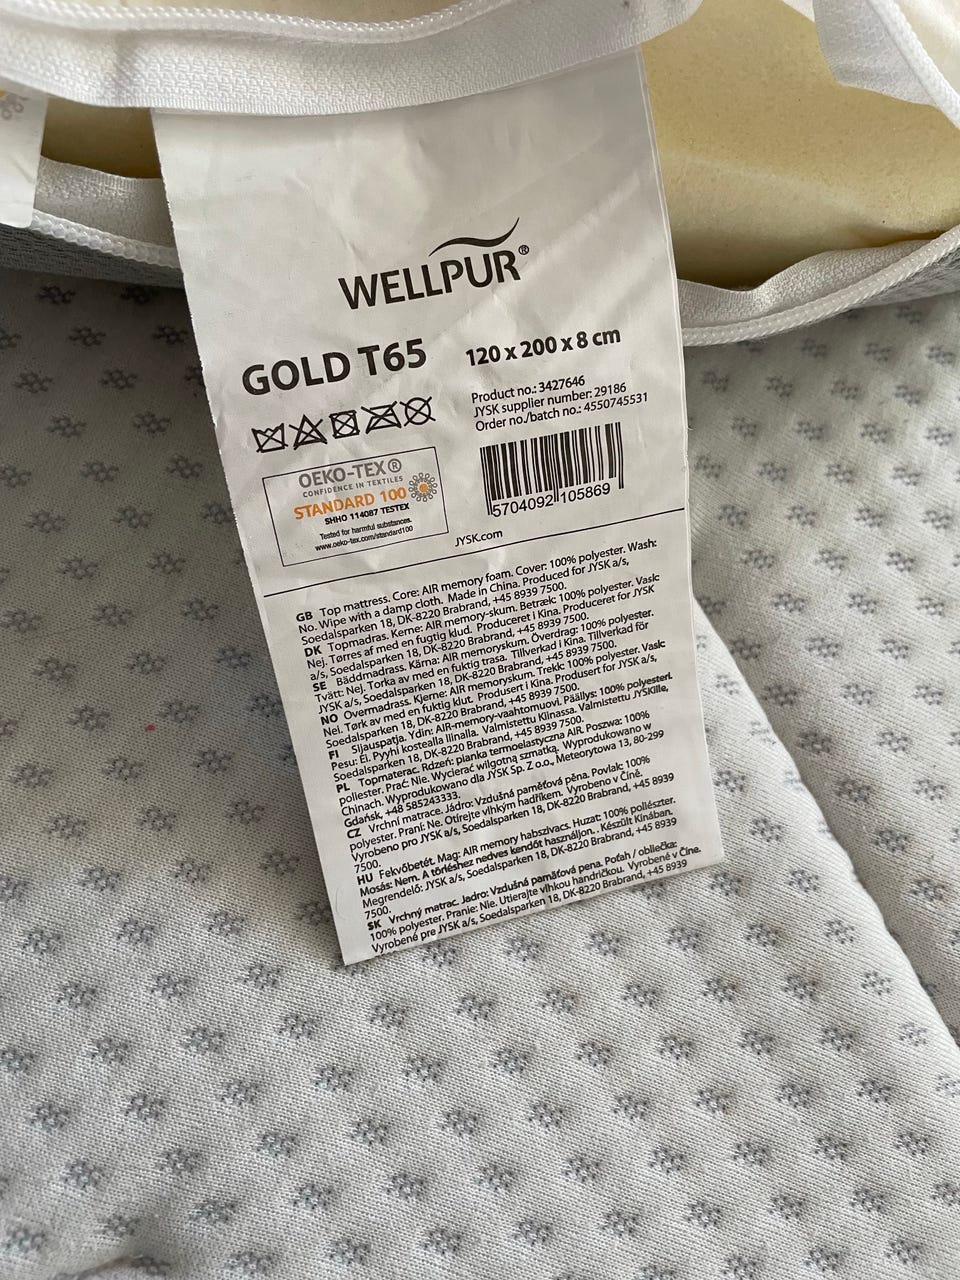 WELLPUR®
GOLD T65
120 x 200 x 8 cm
Product no.: 3427646
JYSK supplier number: 29186
Order no./batch no.: 4550745531
OEKO-TEX®
CONFIDENCE IN TEXTILES
STANDARD 100
SHHO 114087 TESTEX
Tested for harmful substances.
www.oeko-tex.com/standard100
5704092 105869
JYSK.com
GB Top mattress. Core: AIR memory foam. Cover: 100% polyester. Wash:
No. Wipe with a damp cloth. Made in China. Produced for JYSK a/s,
Soedalsparken 18, DK-8220 Brabrand, +45 8939 7500.
DK Topmadras. Kerne: AIR memory-skum. Betræk: 100% polyester. Vask:
Nej. Tørres af med en fugtig klud. Produceret i Kina. Produceret for JYSK
a/s, Soedalsparken 18, DK-8220 Brabrand, +45 8939 7500.
SE Bäddmadrass. Kärna: AIR memoryskum. Överdrag: 100% polyester.
Tvätt: Nej. Torka av med en fuktig trasa. Tillverkad i Kina. Tillverkad för
JYSK a/s, Soedalsparken 18, DK-8220 Brabrand, +45 8939 7500.
NO Overmadrass. Kjerne: AIR memoryskum. Trekk: 100% polyester. Vask:
Nei. Tørk av med en fuktig klut. Produsert i Kina. Produsert for JYSK a/s,
Soedalsparken 18, DK-8220 Brabrand, +45 8939 7500.
FI Sijauspatja. Ydin: AIR-memory-vaahtomuovi. Päällys: 100% polyesteri.
Pesu: Ei. Pyyhi kostealla liinalla. Valmistettu Kiinassa. Valmistettu JYSKille,
Soedalsparken 18, DK-8220 Brabrand, +45 8939 7500.
PL Topmaterac. Rdzeń: pianka termoelastyczna AIR. Poszwa: 100%
poliester. Prać: Nie. Wycierać wilgotną szmatką. Wyprodukowano w
Chinach. Wyprodukowano dla JYSK Sp. Z o.o., Meteorytowa 13, 80-299
Gdańsk, +48 585243333.
CZ Vrchní matrace. Jádro: Vzdušná paměťová pěna. Povlak: 100%
polyester. Praní: Ne. Otírejte vlhkým hadříkem. Vyrobeno v Číně.
Vyrobeno pro JYSK a/s, Soedalsparken 18, DK-8220 Brabrand, +45 8939
7500.
HU Fekvőbetét. Mag: AIR memory habszivacs. Huzat: 100% poliészter.
Mosás: Nem. A törléshez nedves kendőt használjon. . Készült Kínában.
Megrendelő: JYSK a/s, Soedalsparken 18, DK-8220 Brabrand, +45 8939
7500.
SK Vrchný matrac. Jadro: Vzdušná pamäťová pena. Poťah / obliečka:
100% polyester. Pranie: Nie. Utierajte vlhkou handričkou. Vyrobené v Číne.
Vyrobené pre JYSK a/s, Soedalsparken 18, DK-8220 Brabrand, +45 8939